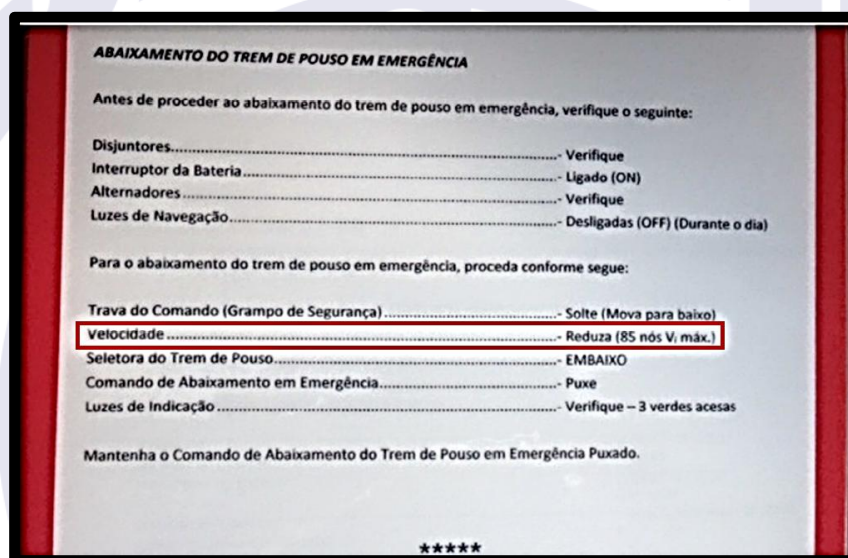 ABAIXAMENTO DO TREM DE POUSO EM EMERGÊNCIA
Antes de proceder ao abaixamento do trem de pouso em emergência, verifique o seguinte:
Disjuntores..........................................................................- Verifique
Interruptor da Bateria............................................................- Ligado (ON)
Alternadores........................................................................- Verifique
Luzes de Navegação..............................................................- Desligadas (OFF) (Durante o dia)
Para o abaixamento do trem de pouso em emergência, proceda conforme segue:
Trava do Comando (Grampo de Segurança)..................................- Solte (Mova para baixo)
Velocidade..........................................................................- Reduza (85 nós Vᵢ máx.)
Seletora do Trem de Pouso......................................................- EMBAIXO
Comando de Abaixamento em Emergência...................................- Puxe
Luzes de Indicação................................................................- Verifique – 3 verdes acesas
Mantenha o Comando de Abaixamento do Trem de Pouso em Emergência Puxado.
*****